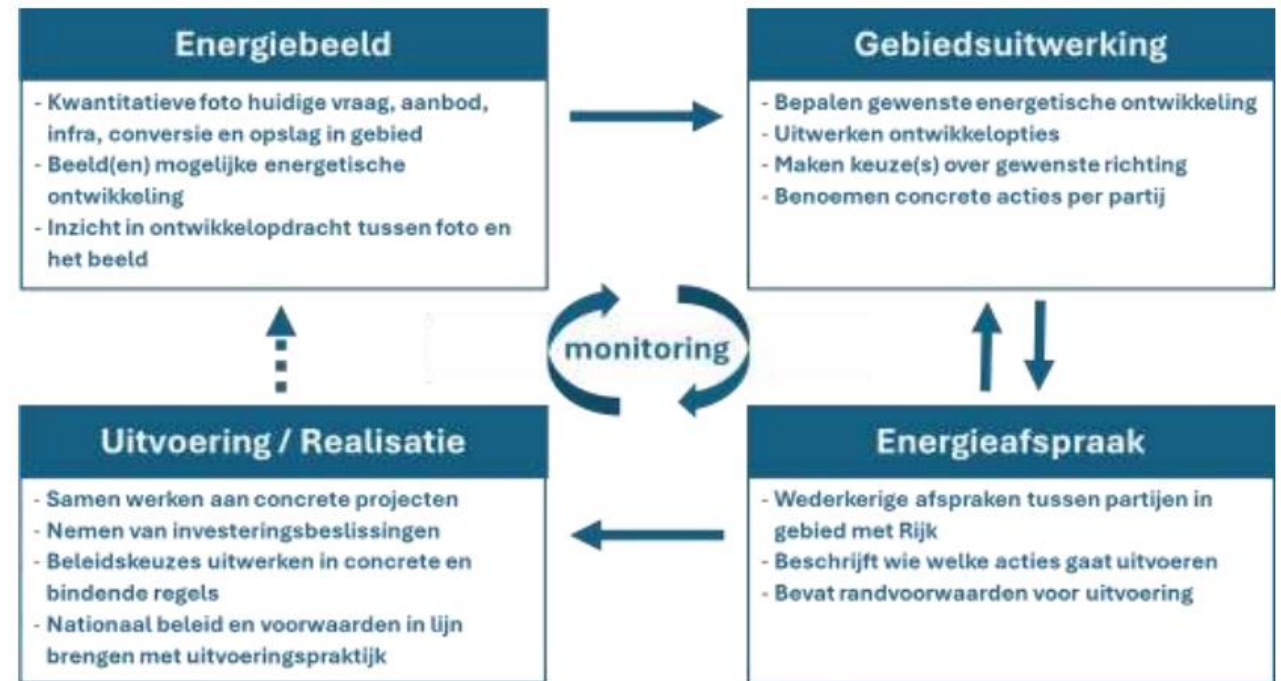 Energiebeeld
- Kwantitatieve foto huidige vraag, aanbod,
infra, conversie en opslag in gebied
- Beeld(en) mogelijke energetische
ontwikkeling
- Inzicht in ontwikkelopdracht tussen foto en
het beeld
Gebiedsuitwerking
- Bepalen gewenste energetische ontwikkeling
- Uitwerken ontwikkelopties
- Maken keuze(s) over gewenste richting
- Benoemen concrete acties per partij
monitoring
Uitvoering / Realisatie
- Samen werken aan concrete projecten
- Nemen van investeringsbeslissingen
- Beleidskeuzes uitwerken in concrete en
bindende regels
- Nationaal beleid en voorwaarden in lijn
brengen met uitvoeringspraktijk
Energieafspraak
- Wederkerige afspraken tussen partijen in
gebied met Rijk
- Beschrijft wie welke acties gaat uitvoeren
- Bevat randvoorwaarden voor uitvoering